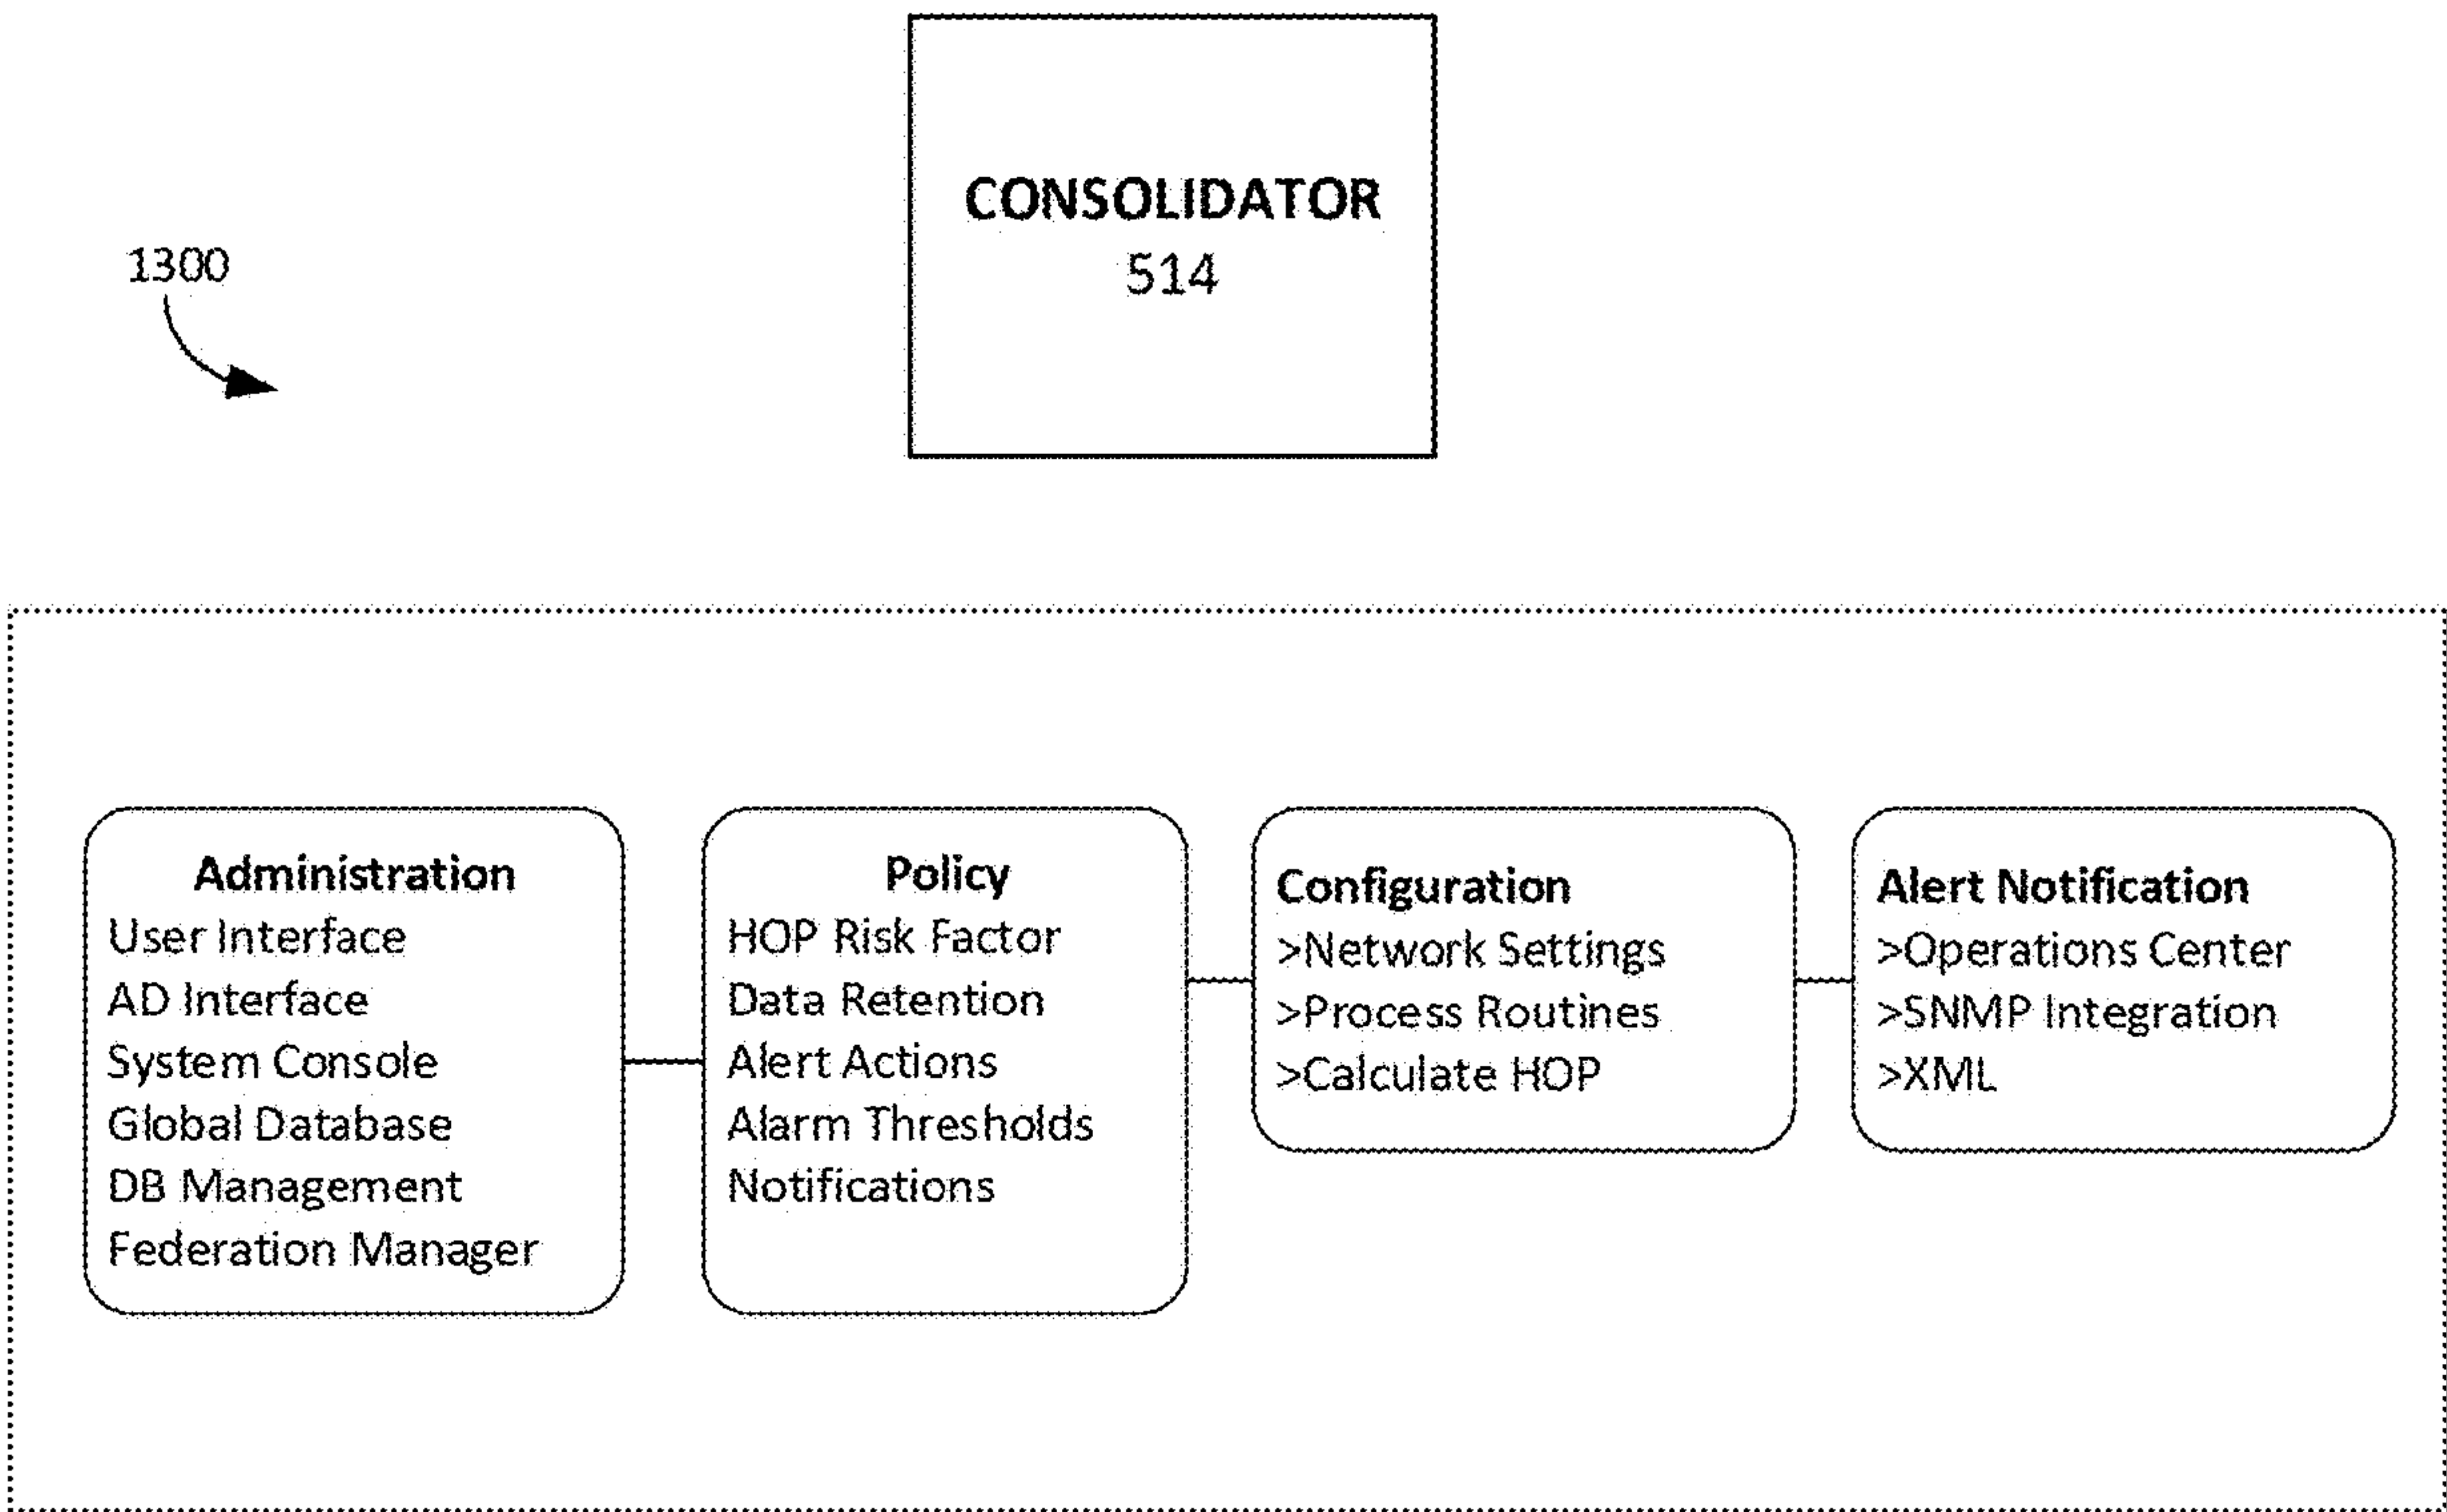 CONSOLIDATOR
514
1300
Administration
User Interface
AD Interface
System Console
Global Database
DB Management
Federation Manager
Policy
HOP Risk Factor
Data Retention
Alert Actions
Alarm Thresholds
Notifications
Configuration
>Network Settings
>Process Routines
>Calculate HOP
Alert Notification
>Operations Center
>SNMP Integration
>XML